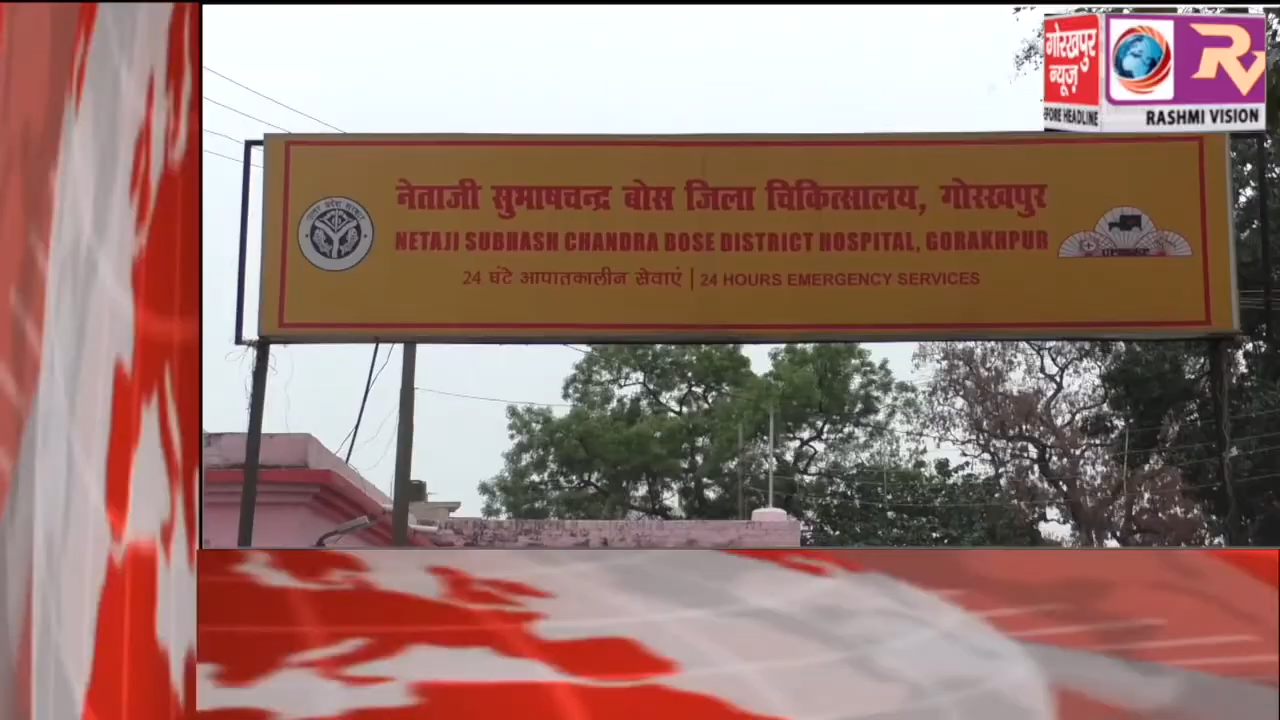 गोरखपुर
न्यूज़
RV
RASHMI VISION
नेताजी सुभाषचन्द्र बोस जिला चिकित्सालय, गोरखपुर
NETAJI SUBHASH CHANDRA BOSE DISTRICT HOSPITAL, GORAKHPUR
24 घंटे आपातकालीन सेवाएं | 24 HOURS EMERGENCY SERVICES